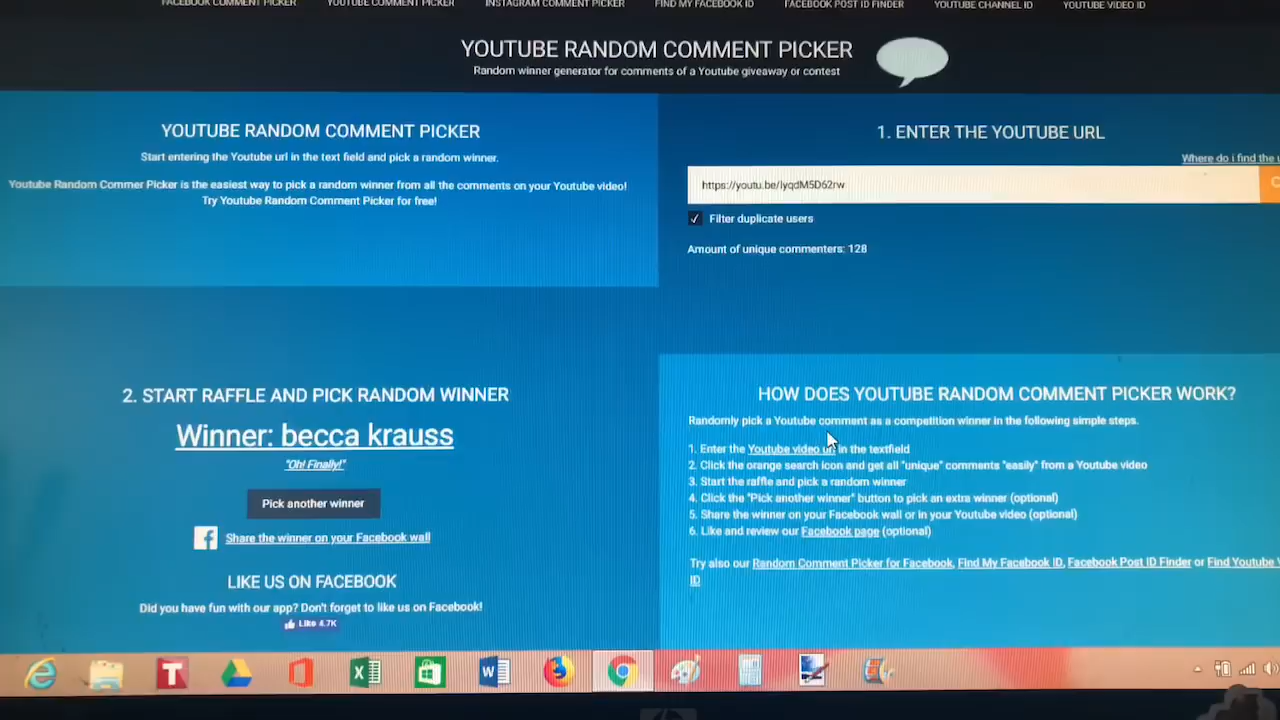 FACEBOOK COMMENT PICKER YOUTUBE COMMENT PICKER INSTAGRAM COMMENT PICKER FIND MY FACEBOOK ID FACEBOOK POST ID FINDER YOUTUBE CHANNEL ID YOUTUBE VIDEO ID
YOUTUBE RANDOM COMMENT PICKER
Random winner generator for comments of a Youtube giveaway or contest
YOUTUBE RANDOM COMMENT PICKER
Start entering the Youtube url in the text field and pick a random winner.
Youtube Random Commer Picker is the easiest way to pick a random winner from all the comments on your Youtube video!
Try Youtube Random Comment Picker for free!
1. ENTER THE YOUTUBE URL
Where do i find the
https://youtu.be/IyqdM5D62rw
Filter duplicate users
Amount of unique commenters: 128
2. START RAFFLE AND PICK RANDOM WINNER
Winner: becca krauss
"Oh! Finally!"
Pick another winner
Share the winner on your Facebook wall
LIKE US ON FACEBOOK
Did you have fun with our app? Don't forget to like us on Facebook!
Like 4.7K
HOW DOES YOUTUBE RANDOM COMMENT PICKER WORK?
Randomly pick a Youtube comment as a competition winner in the following simple steps.
1. Enter the Youtube video url in the textfield
2. Click the orange search icon and get all "unique" comments "easily" from a Youtube video
3. Start the raffle and pick a random winner
4. Click the "Pick another winner" button to pick an extra winner (optional)
5. Share the winner on your Facebook wall or in your Youtube video (optional)
6. Like and review our Facebook page (optional)
Try also our Random Comment Picker for Facebook, Find My Facebook ID, Facebook Post ID Finder or Find Youtube
ID